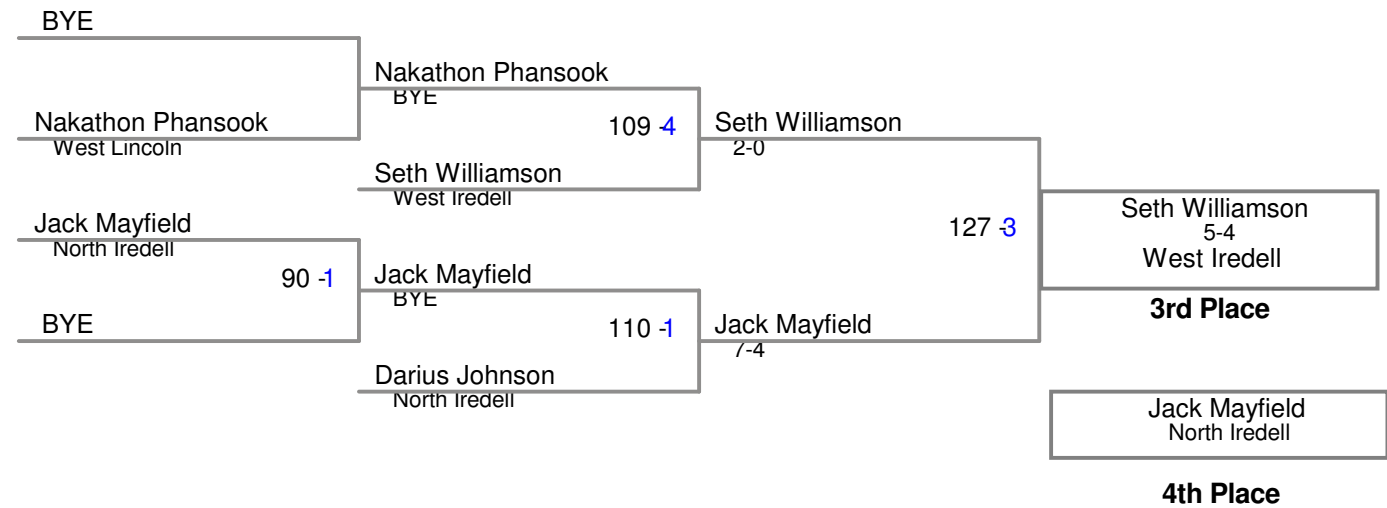 BYE
Nakathon Phansook
BYE
Nakathon Phansook
West Lincoln
109 -4
Seth Williamson
2-0
Seth Williamson
West Iredell
Jack Mayfield
North Iredell
127 -3
Seth Williamson
5-4
West Iredell
90 -1
Jack Mayfield
BYE
3rd Place
BYE
110 -1
Jack Mayfield
7-4
Darius Johnson
North Iredell
Jack Mayfield
North Iredell
4th Place